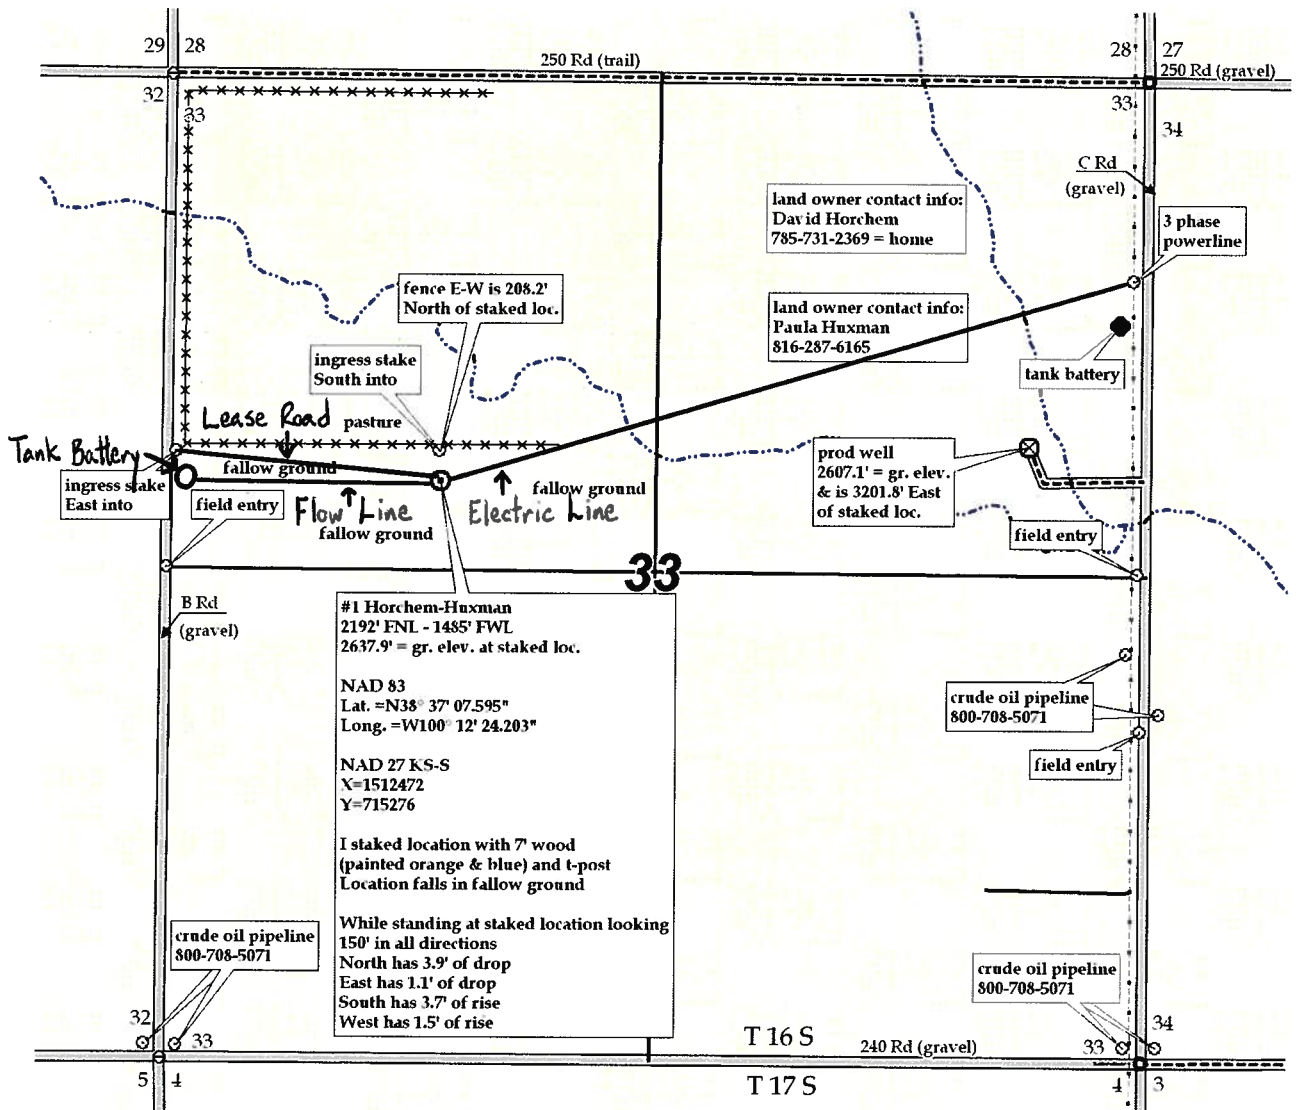 29 28
28 27
250 Rd (trail)
250 Rd (gravel)
32 33
33 34
C Rd
(gravel)
land owner contact info:
David Horchem
785-731-2369 = home
3 phase
powerline
fence E-W is 208.2'
North of staked loc.
land owner contact info:
Paula Huxman
816-287-6165
ingress stake
South into
tank battery
Lease Road
pasture
Tank Battery
fallow ground
ingress stake
East into
field entry
Flow Line
fallow ground
Electric Line
fallow ground
prod well
2607.1' = gr. elev.
& is 3201.8' East
of staked loc.
field entry
33
B Rd
(gravel)
#1 Horchem-Huxman
2192' FNL - 1485' FWL
2637.9' = gr. elev. at staked loc.
NAD 83
Lat. =N38° 37' 07.595"
Long. =W100° 12' 24.203"
NAD 27 KS-S
X=1512472
Y=715276
I staked location with 7' wood
(painted orange & blue) and t-post
Location falls in fallow ground
While standing at staked location looking
150' in all directions
North has 3.9' of drop
East has 1.1' of drop
South has 3.7' of rise
West has 1.5' of rise
crude oil pipeline
800-708-5071
field entry
crude oil pipeline
800-708-5071
crude oil pipeline
800-708-5071
32 33
33 34
T 16 S
240 Rd (gravel)
5 4
T 17 S
4 3